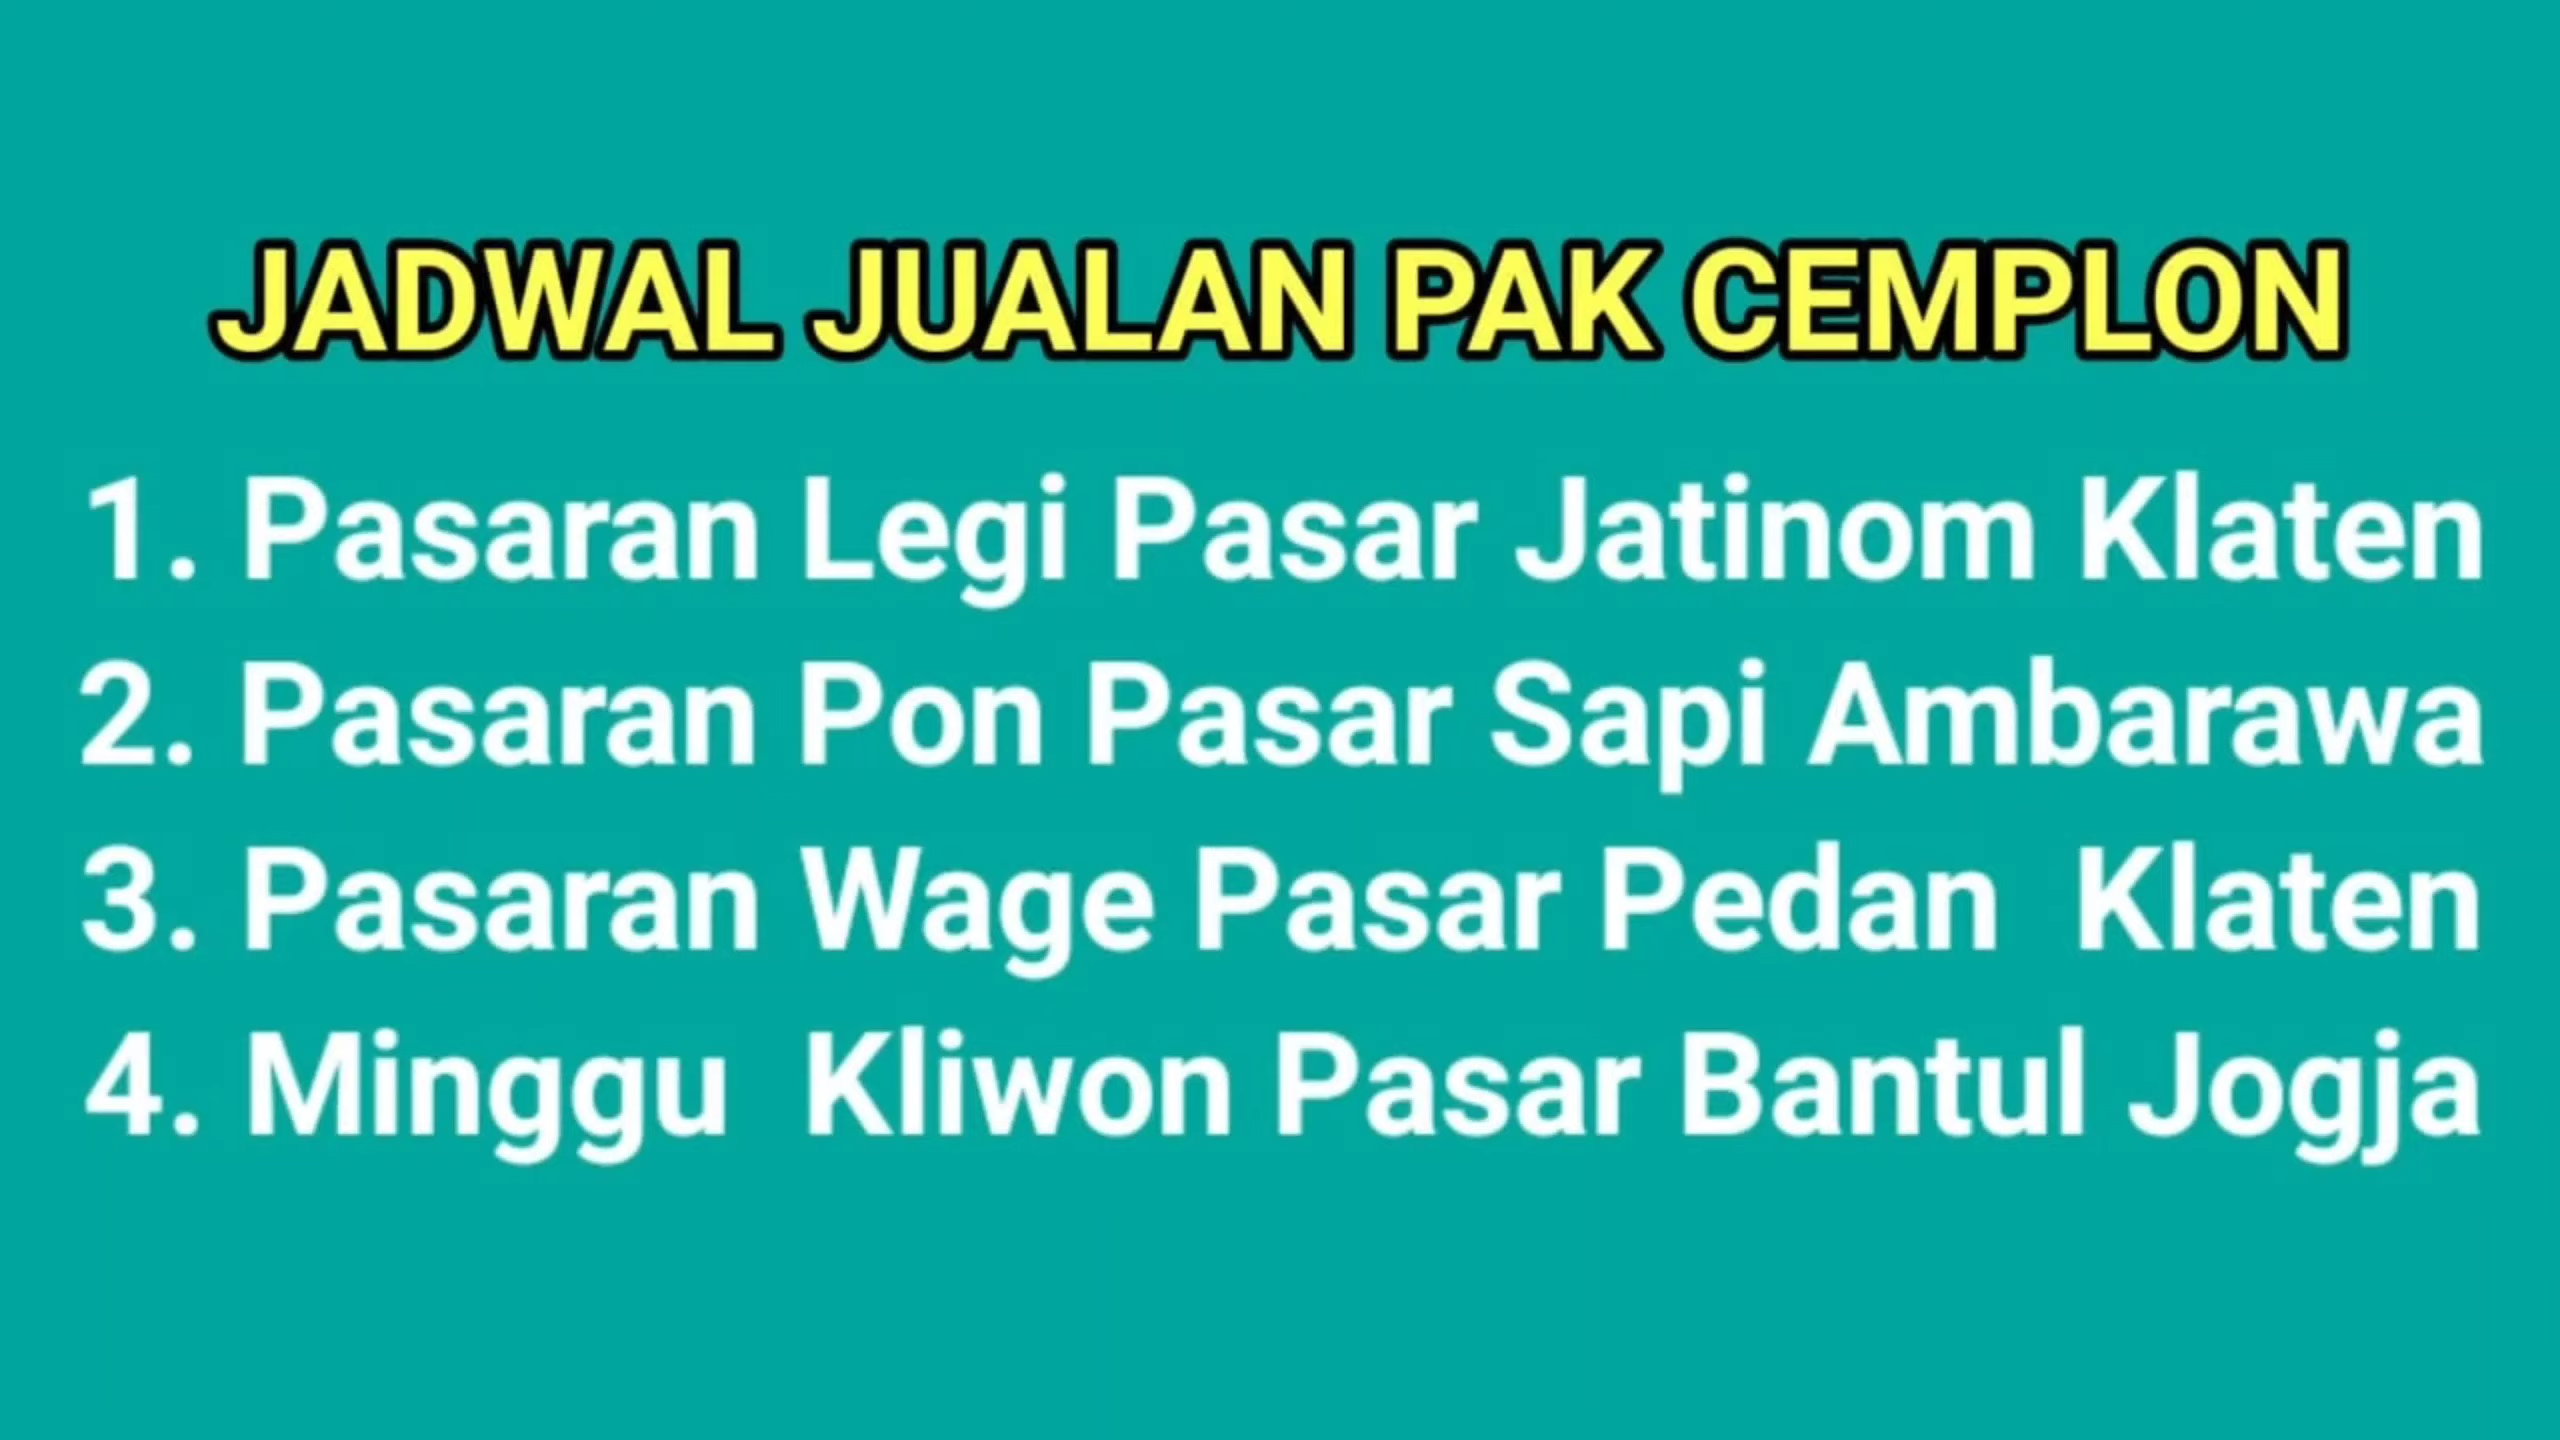 JADWAL JUALAN PAK CEMPLON
1. Pasaran Legi Pasar Jatinom Klaten
2. Pasaran Pon Pasar Sapi Ambarawa
3. Pasaran Wage Pasar Pedan Klaten
4. Minggu Kliwon Pasar Bantul Jogja